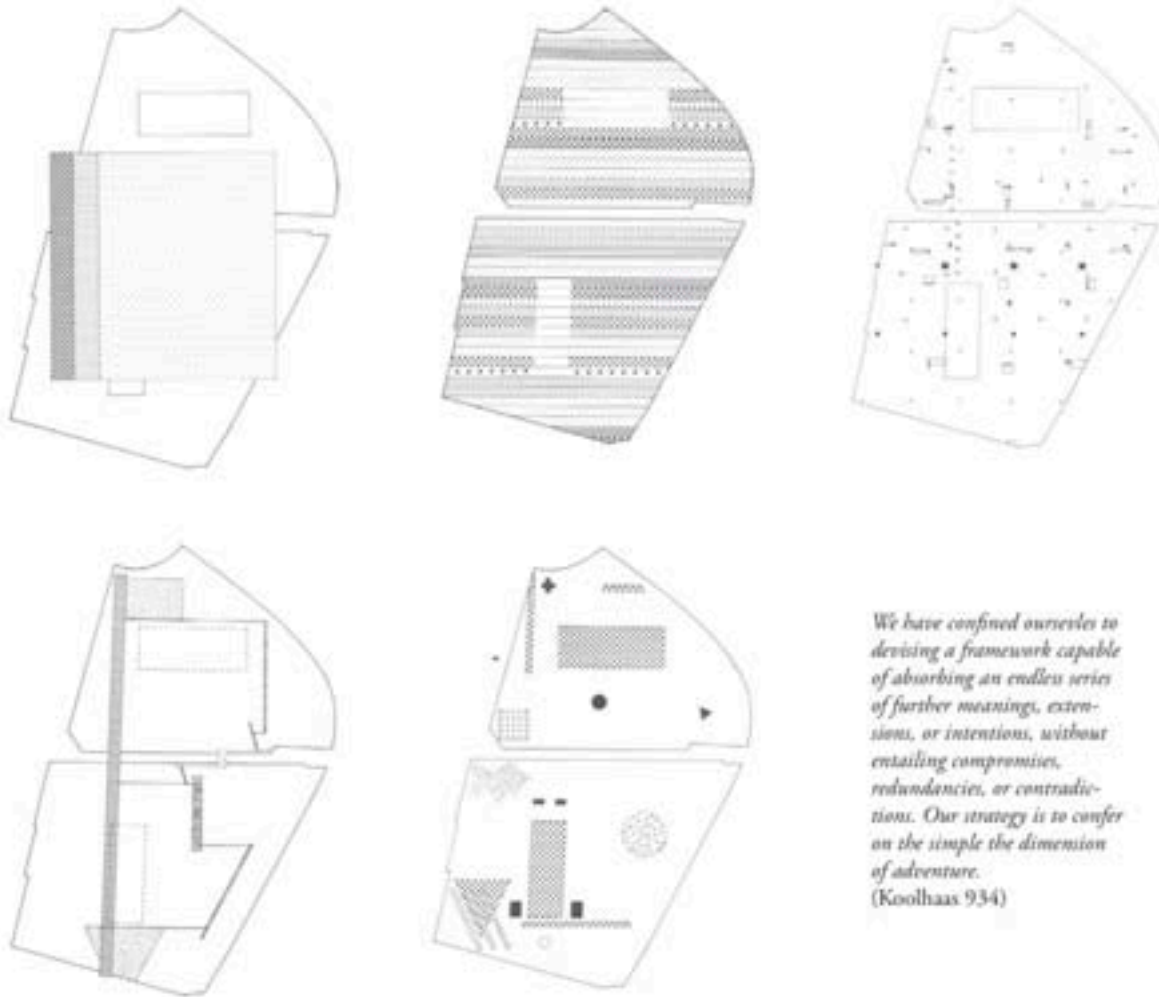 We have confined oursevles to
devising a framework capable
of absorbing an endless series
of further meanings, exten-
sions, or intentions, without
entailing compromises,
redundancies, or contradic-
tions. Our strategy is to confer
on the simple the dimension
of adventure.
(Koolhaas 934)